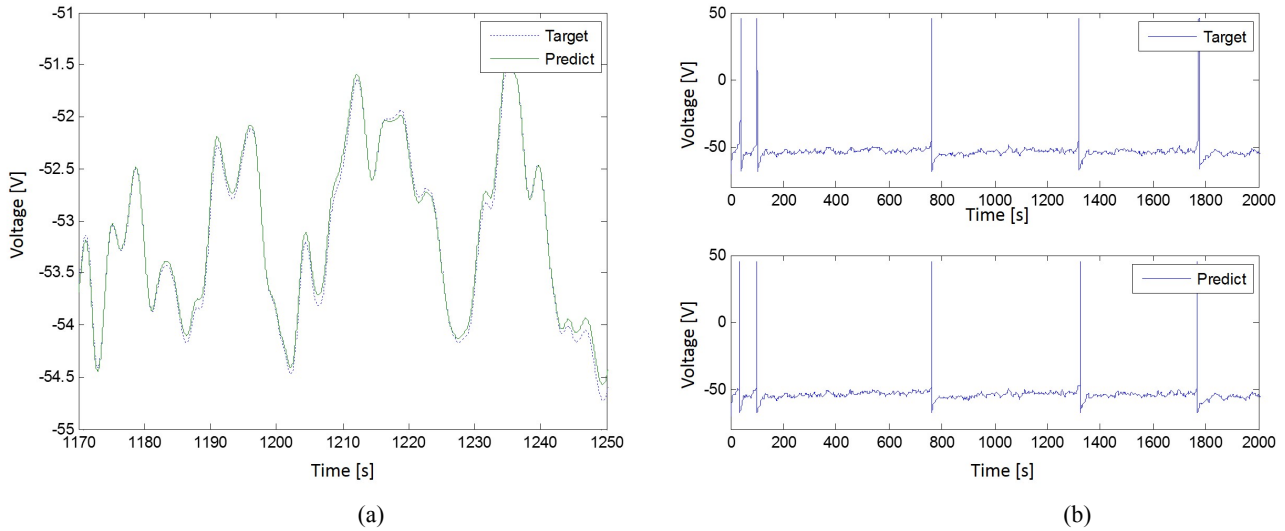 -51
-51.5
-52
-52.5
-53
-53.5
-54
-54.5
-55
Voltage [V]
1170 1180 1190 1200 1210 1220 1230 1240 1250
Time [s]
Target
Predict
(a)
50
0
-50
Voltage [V]
0 200 400 600 800 1000 1200 1400 1600 1800 2000
Time [s]
Target
50
0
-50
Voltage [V]
0 200 400 600 800 1000 1200 1400 1600 1800 2000
Time [s]
Predict
(b)